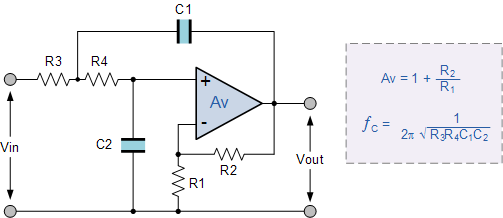 C1
R3
R4
+
Av
-
C2
Vin
R2
R1
Vout
Av = 1 + R2/R1
fC = 1/(2π √R3R4C1C2)